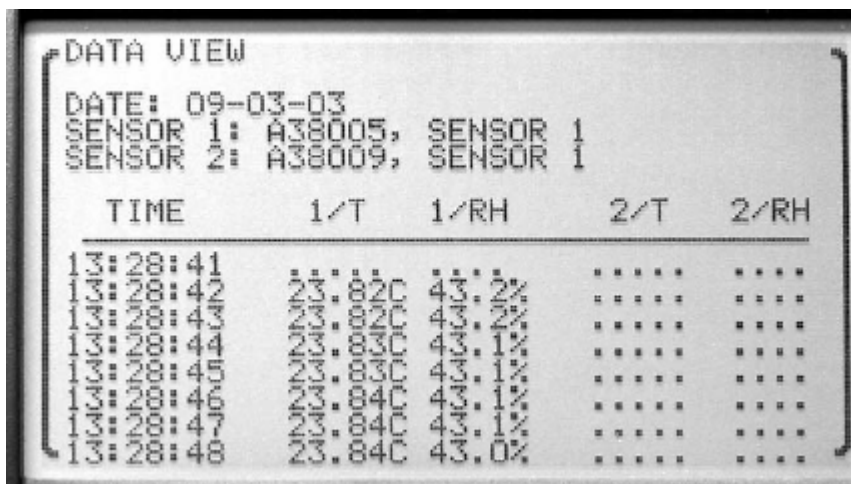 DATA VIEW
DATE: 09-03-03
SENSOR 1: A38005, SENSOR 1
SENSOR 2: A38009, SENSOR 1
TIME 1/T 1/RH 2/T 2/RH
13:28:41 ..... .... ..... ....
13:28:42 23.82C 43.2% ..... ....
13:28:43 23.82C 43.2% ..... ....
13:28:44 23.83C 43.1% ..... ....
13:28:45 23.83C 43.1% ..... ....
13:28:46 23.84C 43.1% ..... ....
13:28:47 23.84C 43.1% ..... ....
13:28:48 23.84C 43.0% ..... ....